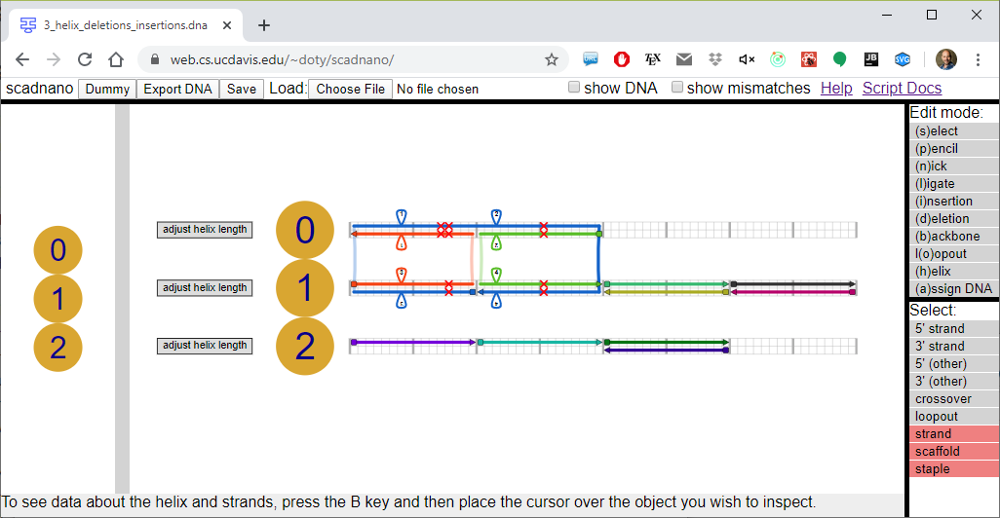 3_helix_deletions_insertions.dna
web.cs.ucdavis.edu/~doty/scadnano/
scadnano Dummy Export DNA Save Load: Choose File No file chosen show DNA show mismatches Help Script Docs
Edit mode:
(s)elect
(p)encil
(n)ick
(l)igate
(i)nsertion
(d)eletion
(b)ackbone
l(o)opout
(h)elix
(a)ssign DNA
Select:
5' strand
3' strand
5' (other)
3' (other)
crossover
loopout
strand
scaffold
staple
0
1
2
adjust helix length 0
1 2
adjust helix length 1
3 4
adjust helix length 2
To see data about the helix and strands, press the B key and then place the cursor over the object you wish to inspect.